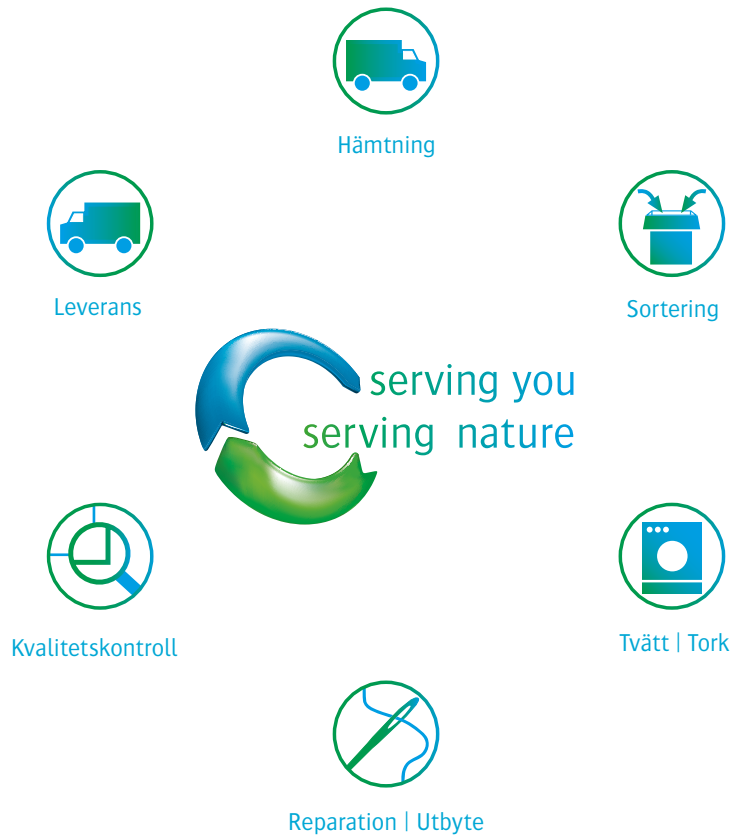 Hämtning
Leverans
Sortering
serving you
serving nature
Kvalitetskontroll
Tvätt | Tork
Reparation | Utbyte